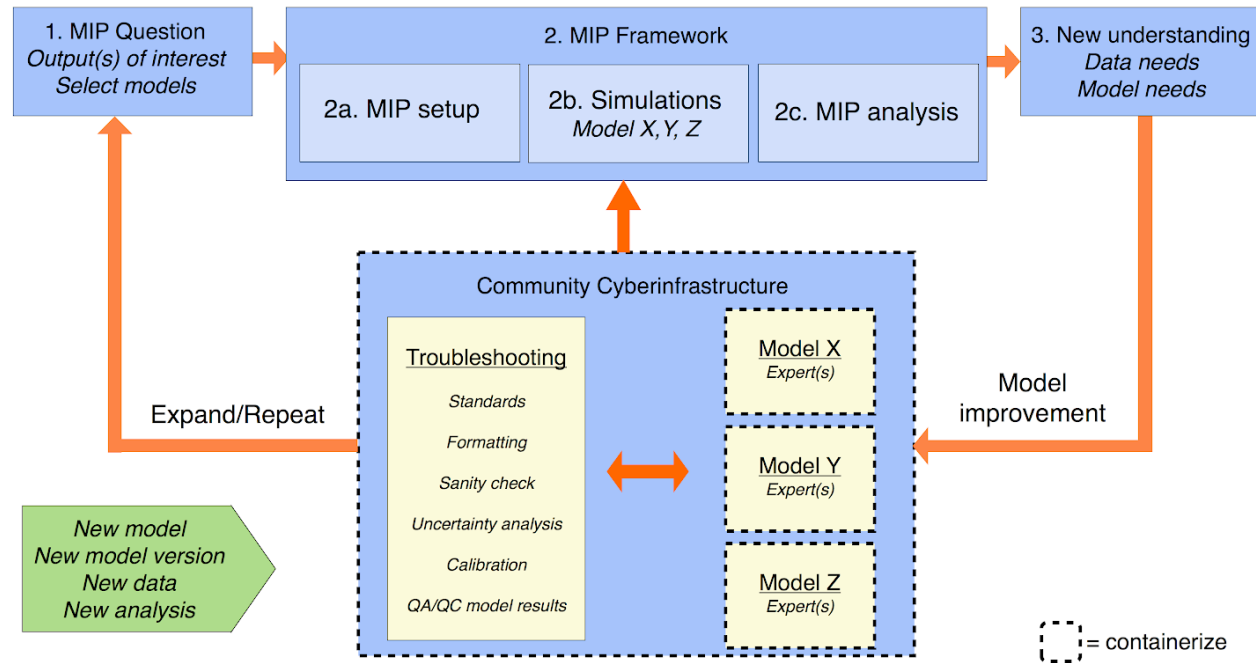 1. MIP Question
Output(s) of interest
Select models
2. MIP Framework
2a. MIP setup
2b. Simulations
Model X, Y, Z
2c. MIP analysis
3. New understanding
Data needs
Model needs
Community Cyberinfrastructure
Troubleshooting
Standards
Formatting
Sanity check
Uncertainty analysis
Calibration
QA/QC model results
Model X
Expert(s)
Model Y
Expert(s)
Model Z
Expert(s)
Expand/Repeat
Model
improvement
New model
New model version
New data
New analysis
= containerize